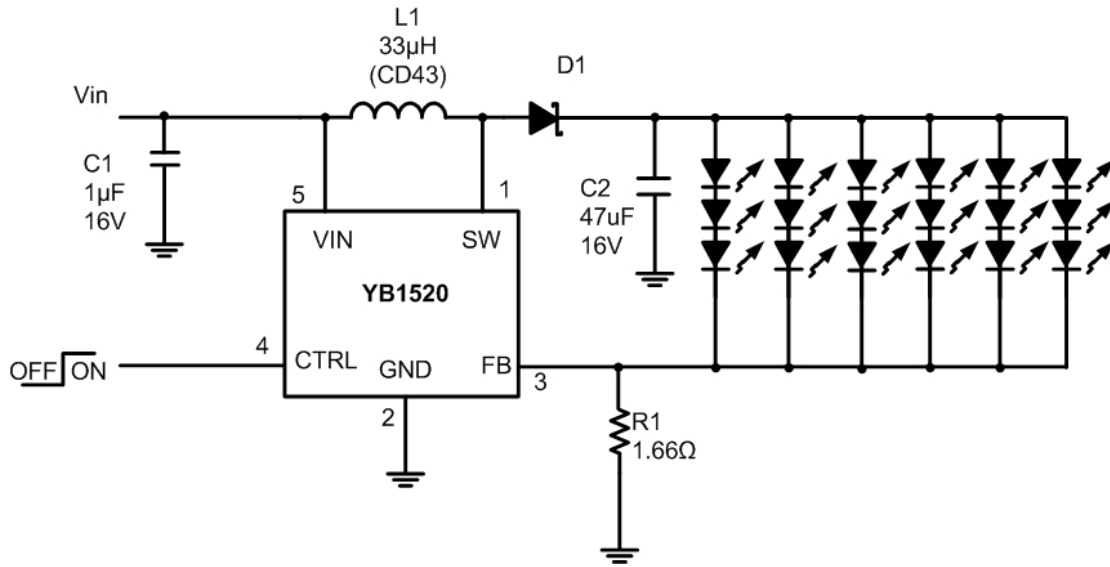 L1
33µH
(CD43)
D1
Vin
C1
1µF
16V
5
1
C2
47uF
16V
VIN
SW
YB1520
4
CTRL
GND
FB
3
OFF
ON
2
R1
1.66Ω